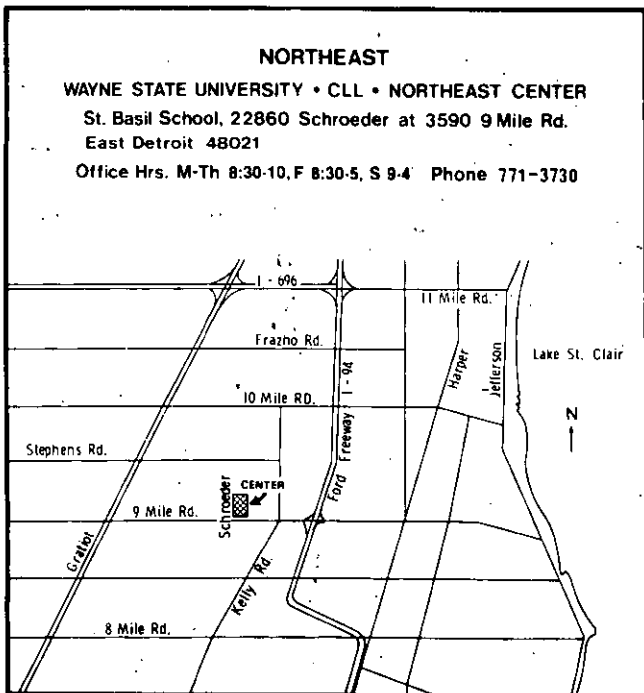 NORTHEAST
WAYNE STATE UNIVERSITY • CLL • NORTHEAST CENTER
St. Basil School, 22860 Schroeder at 3590 9 Mile Rd.
East Detroit 48021
Office Hrs. M-Th 8:30-10, F 8:30-5, S 9-4 Phone 771-3730
I - 696
11 Mile Rd.
Frazho Rd.
Lake St. Clair
Harper
Jefferson
10 Mile RD.
Ford Freeway I - 94
N
Stephens Rd.
Schroeder
CENTER
9 Mile Rd.
Gratiot
Kelly Rd.
8 Mile Rd.